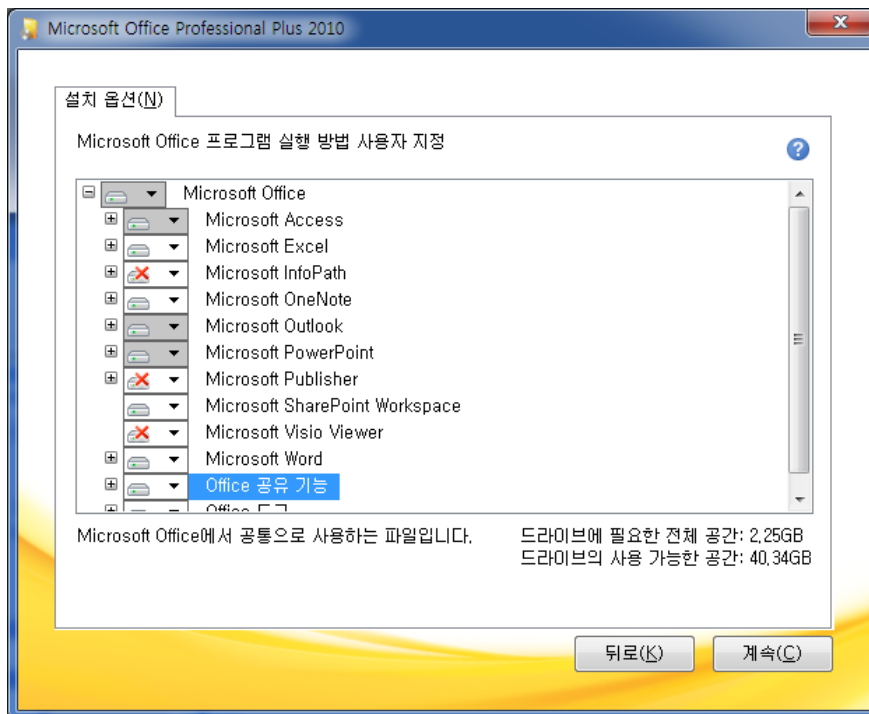 Microsoft Office Professional Plus 2010
설치 옵션(N)
Microsoft Office 프로그램 실행 방법 사용자 지정
Microsoft Office
Microsoft Access
Microsoft Excel
Microsoft InfoPath
Microsoft OneNote
Microsoft Outlook
Microsoft PowerPoint
Microsoft Publisher
Microsoft SharePoint Workspace
Microsoft Visio Viewer
Microsoft Word
Office 공유 기능
Office 도구
Microsoft Office에서 공통으로 사용하는 파일입니다.
드라이브에 필요한 전체 공간: 2,25GB
드라이브의 사용 가능한 공간: 40,34GB
뒤로(K)
계속(C)